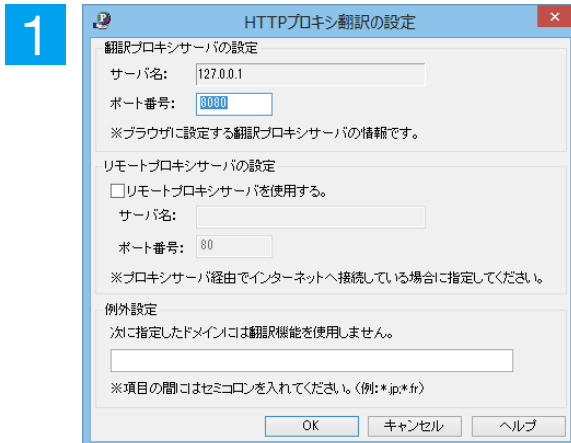 1
HTTPプロキシ翻訳の設定
翻訳プロキシサーバの設定
サーバ名: 127.0.0.1
ポート番号: 8080
※ブラウザに設定する翻訳プロキシサーバの情報です。
リモートプロキシサーバの設定
リモートプロキシサーバを使用する。
サーバ名:
ポート番号: 80
※プロキシサーバ経由でインターネットへ接続している場合に指定してください。
例外設定
次に指定したドメインには翻訳機能を使用しません。
※項目の間にはセミコロンを入れてください。(例:*.jp;*.fr)
OK キャンセル ヘルプ